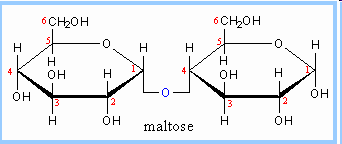 6 CH₂OH 6 CH₂OH
5 O H 5 O
H H H H H H
4 H 1 4 H 1
OH OH OH OH
3 2 O 3 2 OH
H OH H OH
maltose